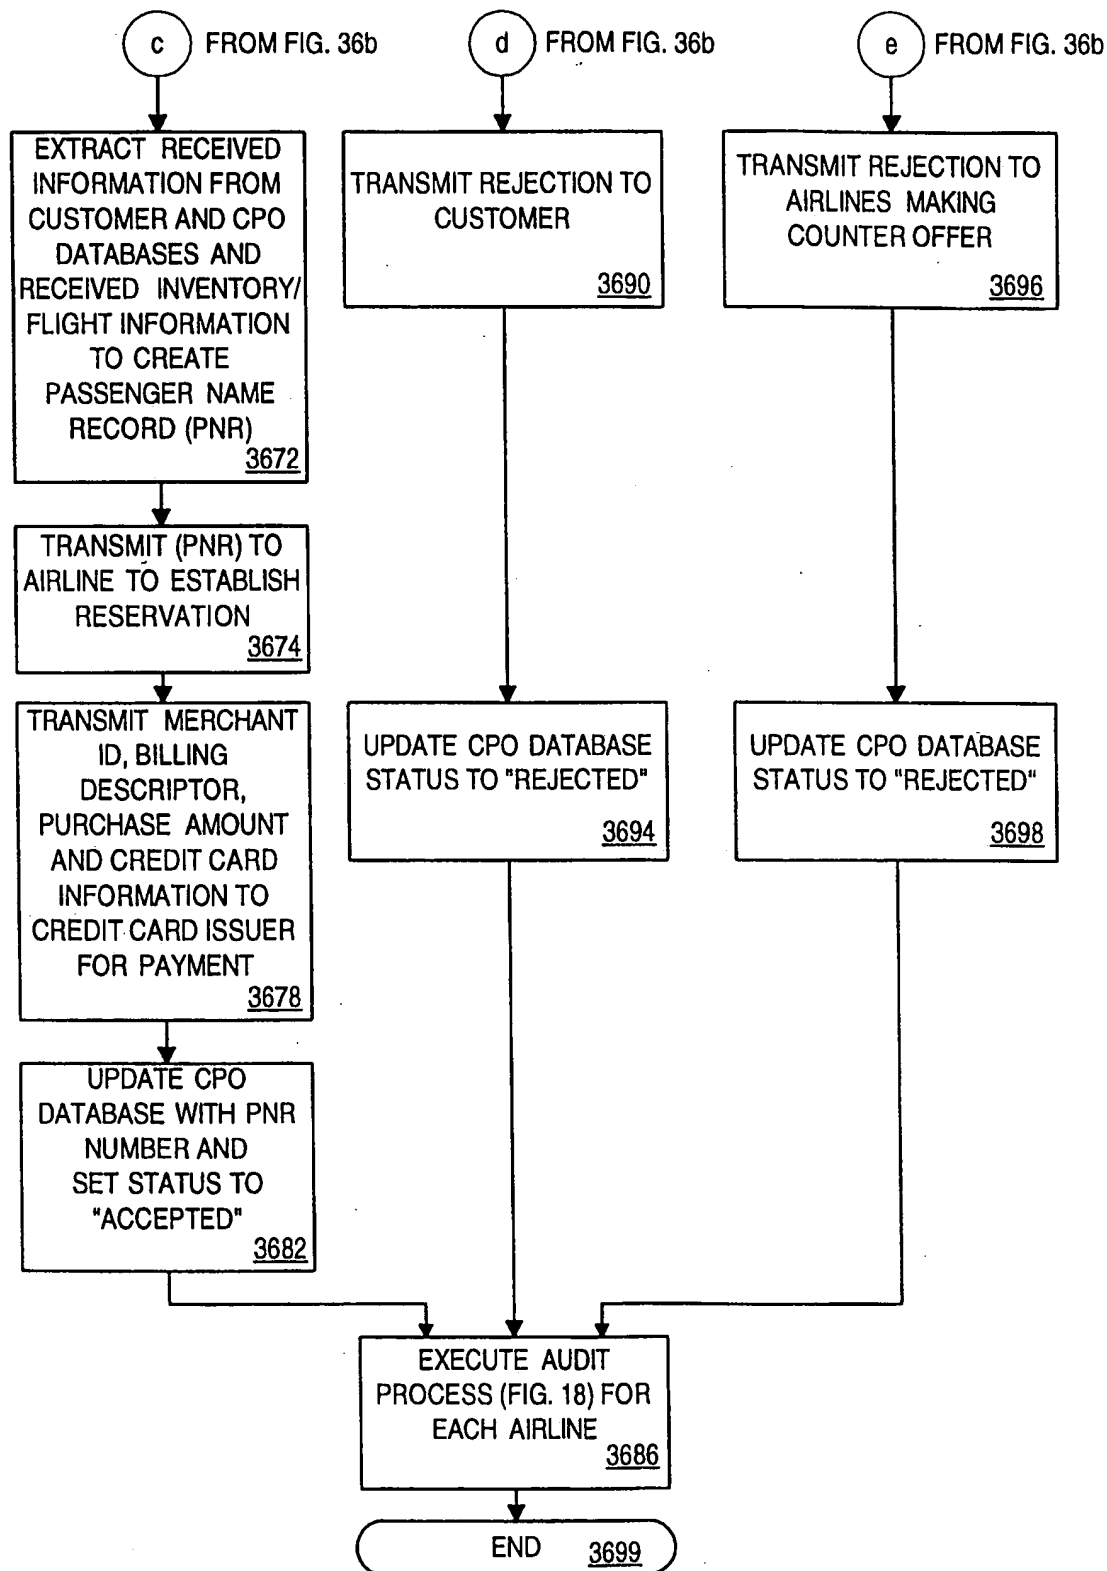 c FROM FIG. 36b
EXTRACT RECEIVED
INFORMATION FROM
CUSTOMER AND CPO
DATABASES AND
RECEIVED INVENTORY/
FLIGHT INFORMATION
TO CREATE
PASSENGER NAME
RECORD (PNR)
3672
TRANSMIT (PNR) TO
AIRLINE TO ESTABLISH
RESERVATION
3674
TRANSMIT MERCHANT
ID, BILLING
DESCRIPTOR,
PURCHASE AMOUNT
AND CREDIT CARD
INFORMATION TO
CREDIT CARD ISSUER
FOR PAYMENT
3678
UPDATE CPO
DATABASE WITH PNR
NUMBER AND
SET STATUS TO
"ACCEPTED"
3682
d FROM FIG. 36b
TRANSMIT REJECTION TO
CUSTOMER
3690
UPDATE CPO DATABASE
STATUS TO "REJECTED"
3694
e FROM FIG. 36b
TRANSMIT REJECTION TO
AIRLINES MAKING
COUNTER OFFER
3696
UPDATE CPO DATABASE
STATUS TO "REJECTED"
3698
EXECUTE AUDIT
PROCESS (FIG. 18) FOR
EACH AIRLINE
3686
END 3699